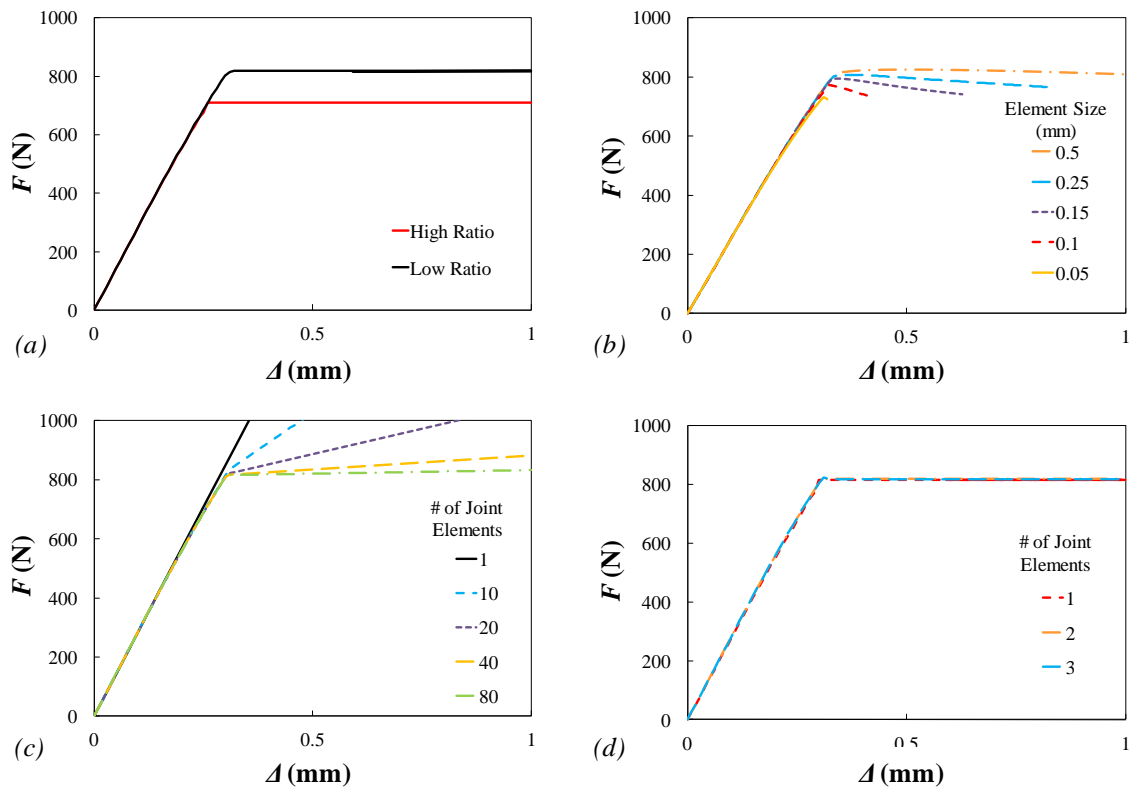 1000
800
600
400
200
0
F (N)
High Ratio
Low Ratio
0
0.5
1
(a)
Δ (mm)
1000
800
600
400
200
0
F (N)
Element Size
(mm)
0.5
0.25
0.15
0.1
0.05
0
0.5
1
(b)
Δ (mm)
1000
800
600
400
200
0
F (N)
# of Joint
Elements
1
10
20
40
80
0
0.5
1
(c)
Δ (mm)
1000
800
600
400
200
0
F (N)
# of Joint
Elements
1
2
3
0
0.5
1
(d)
Δ (mm)